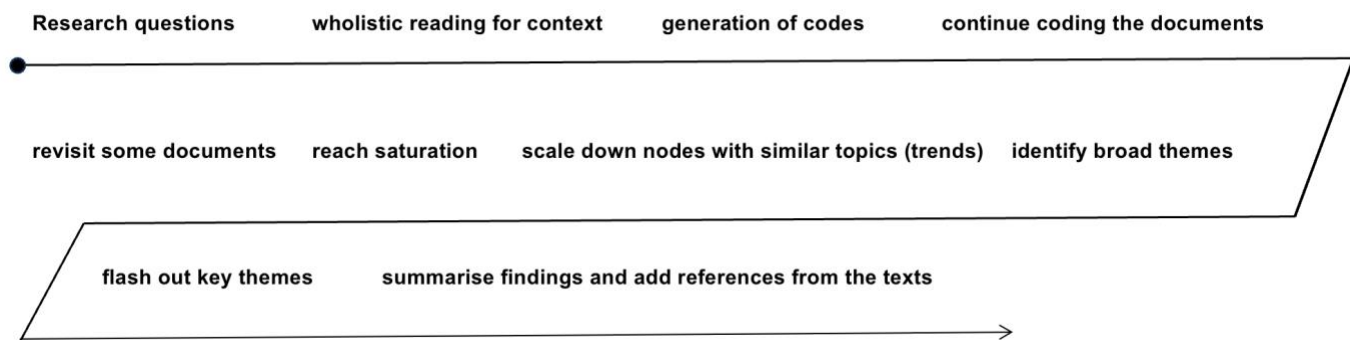 Research questions wholistic reading for context generation of codes continue coding the documents
revisit some documents reach saturation scale down nodes with similar topics (trends) identify broad themes
flash out key themes summarise findings and add references from the texts